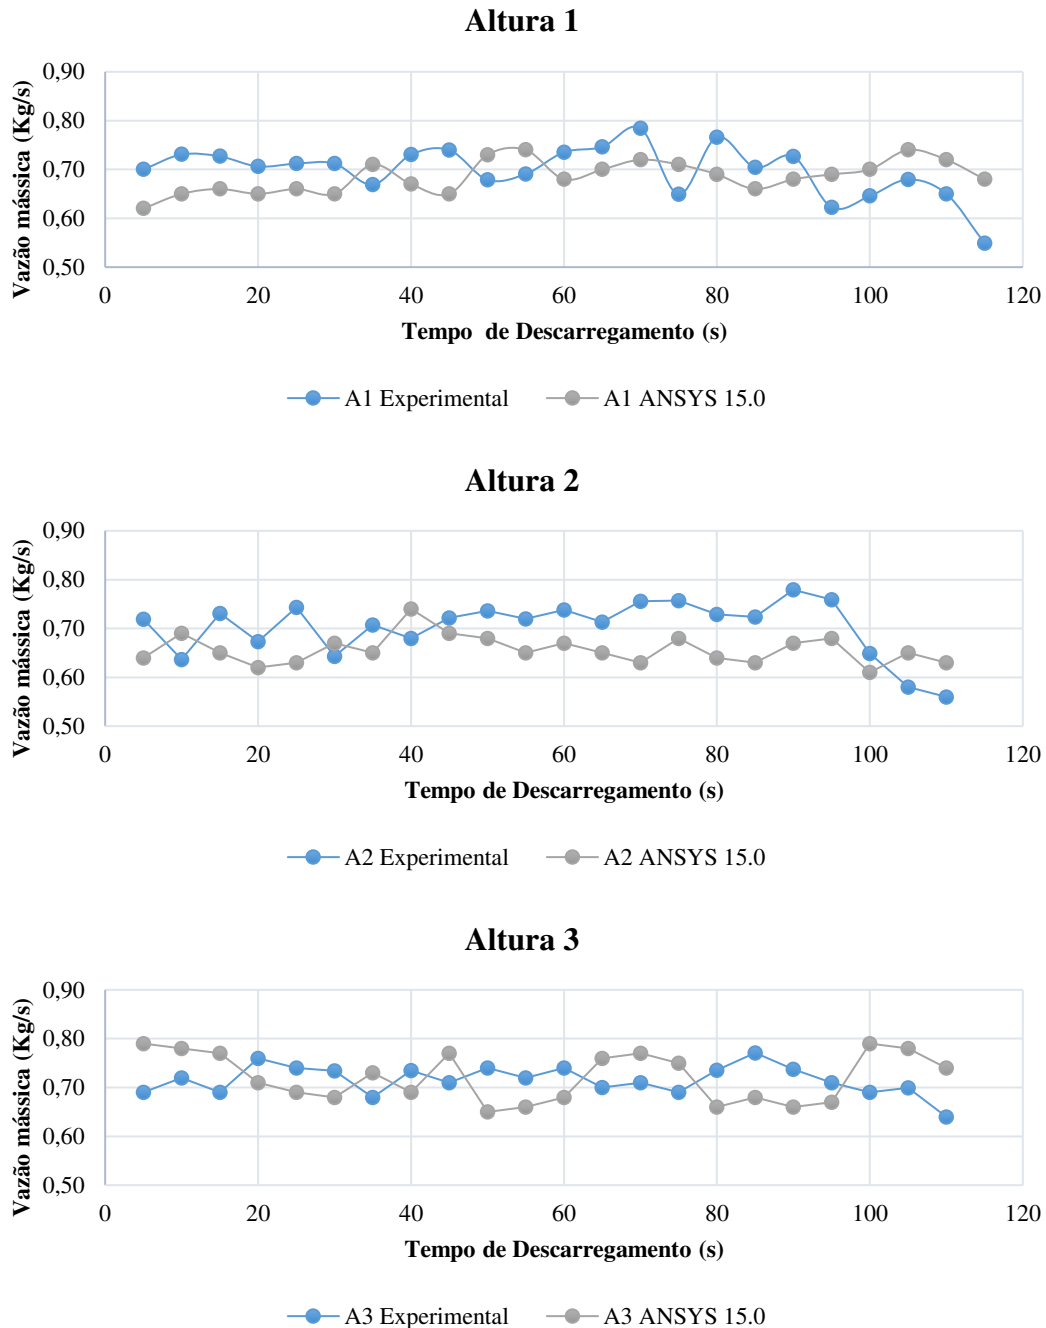 Altura 1
Vazão mássica (Kg/s)
0,90
0,80
0,70
0,60
0,50
0 20 40 60 80 100 120
Tempo de Descarregamento (s)
A1 Experimental A1 ANSYS 15.0
Altura 2
Vazão mássica (Kg/s)
0,90
0,80
0,70
0,60
0,50
0 20 40 60 80 100 120
Tempo de Descarregamento (s)
A2 Experimental A2 ANSYS 15.0
Altura 3
Vazão mássica (Kg/s)
0,90
0,80
0,70
0,60
0,50
0 20 40 60 80 100 120
Tempo de Descarregamento (s)
A3 Experimental A3 ANSYS 15.0